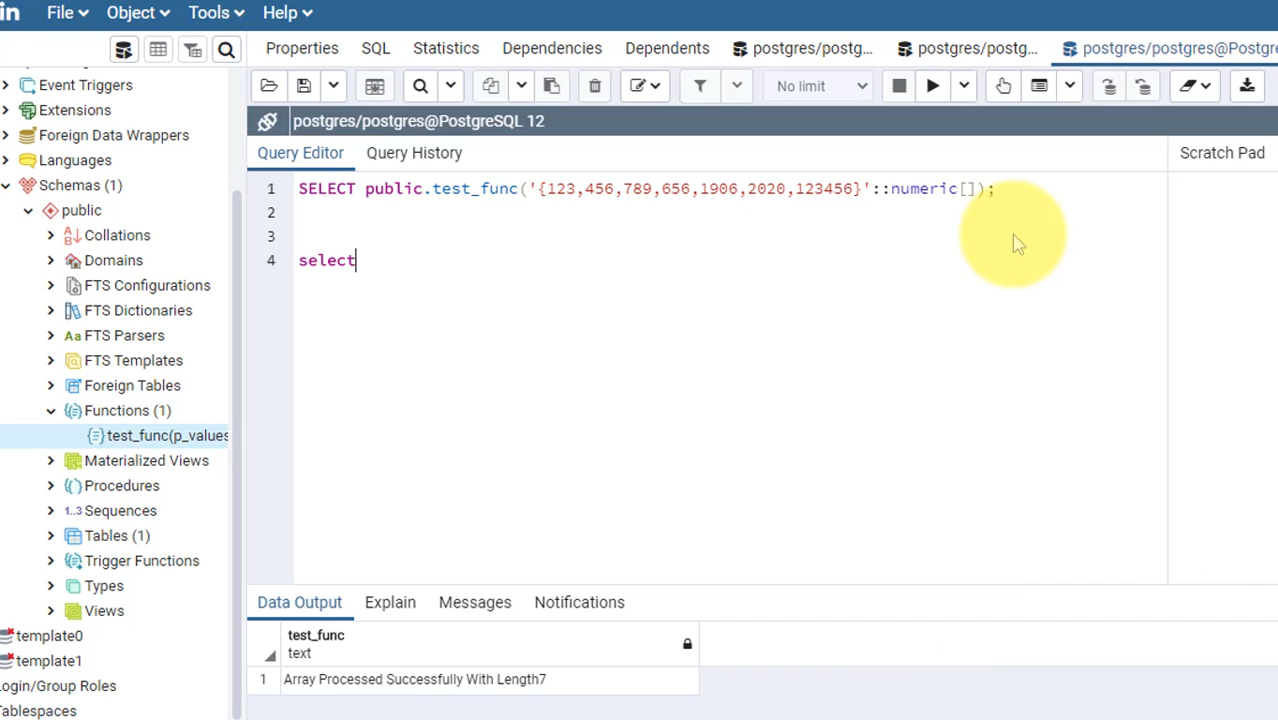 in File Object Tools Help
Properties SQL Statistics Dependencies Dependents postgres/postg... postgres/postg... postgres/postgres@Postgre
No limit
postgres/postgres@PostgreSQL 12
Query Editor Query History Scratch Pad
1 SELECT public.test_func('{123,456,789,656,1906,2020,123456}'::numeric[]);
2
3
4 select
Event Triggers
Extensions
Foreign Data Wrappers
Languages
Schemas (1)
public
Collations
Domains
FTS Configurations
FTS Dictionaries
Aa FTS Parsers
FTS Templates
Foreign Tables
Functions (1)
test_func(p_values
Materialized Views
Procedures
1..3 Sequences
Tables (1)
Trigger Functions
Types
Views
template0
template1
Login/Group Roles
Tablespaces
Data Output Explain Messages Notifications
test_func
text
1 Array Processed Successfully With Length7